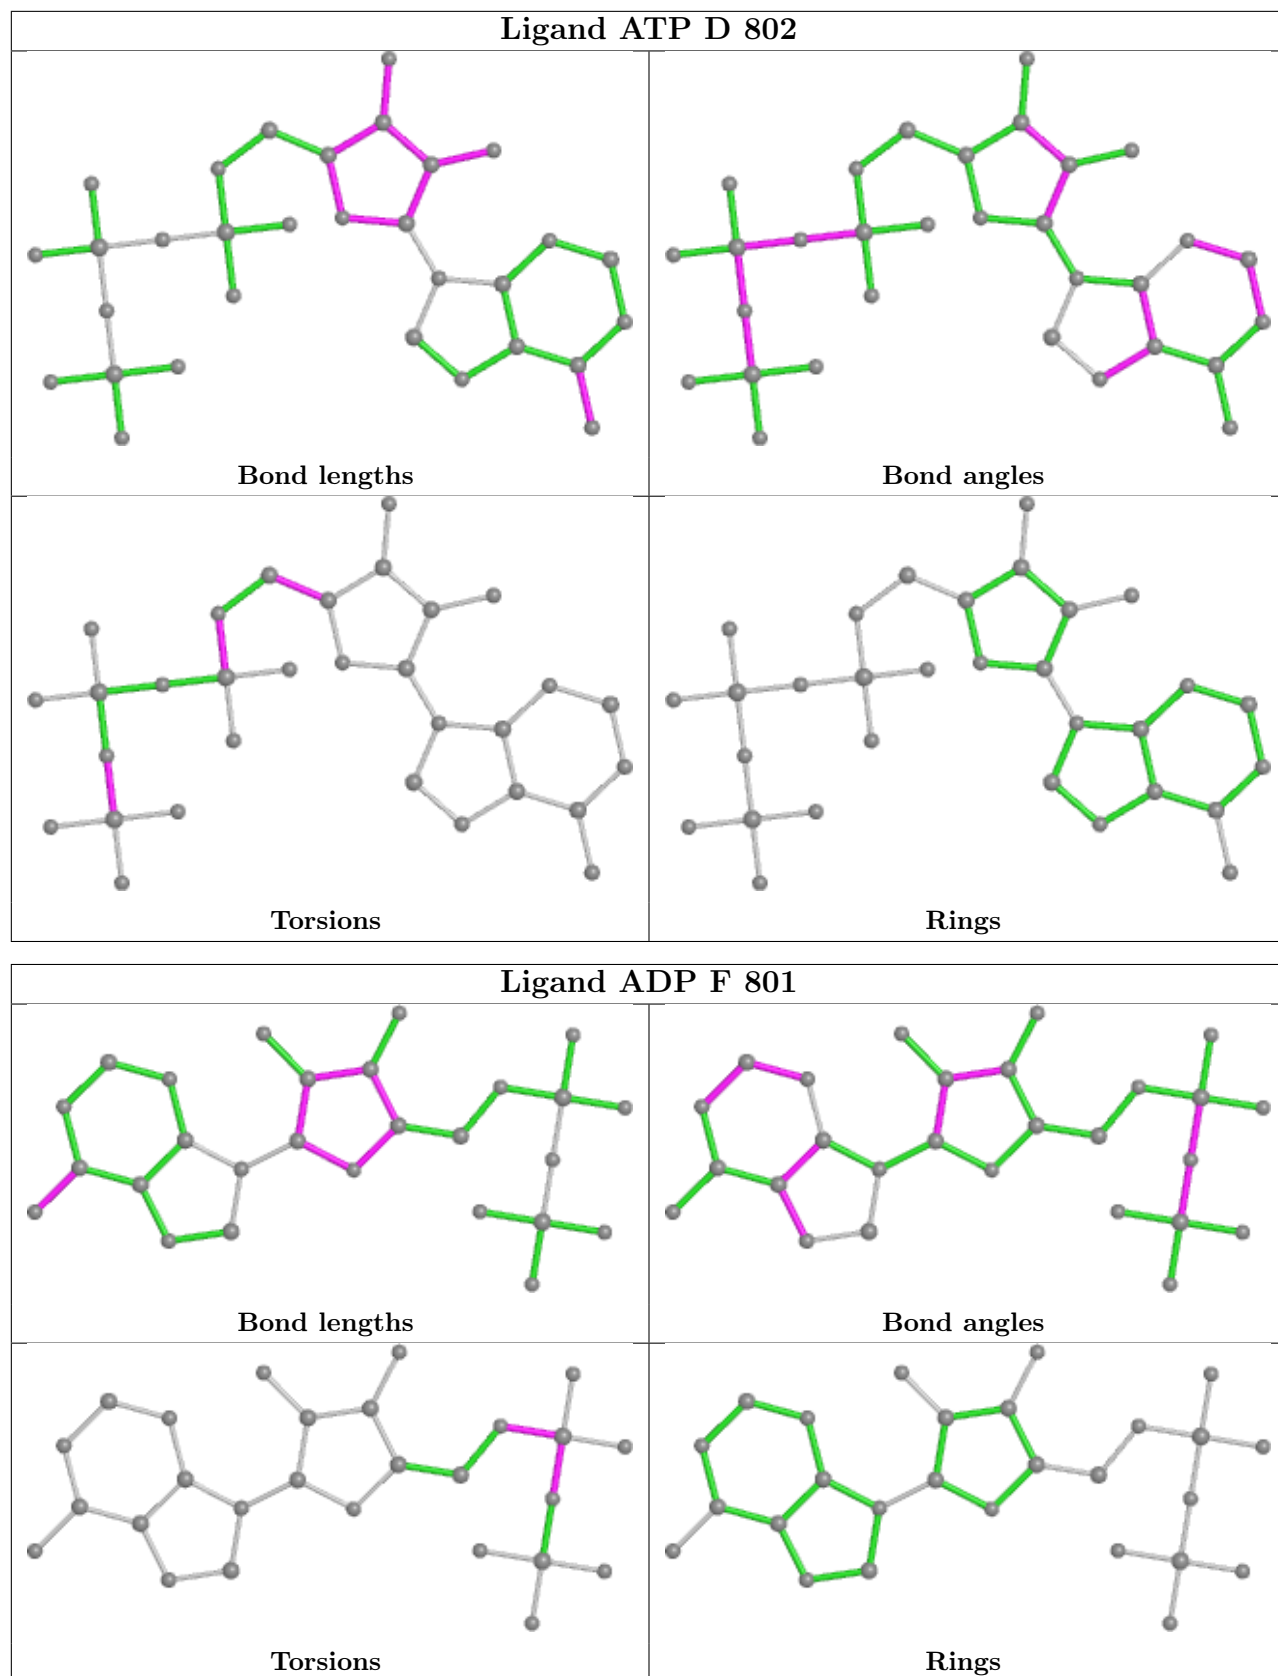 Ligand ATP D 802
Bond lengths
Bond angles
Torsions
Rings
Ligand ADP F 801
Bond lengths
Bond angles
Torsions
Rings